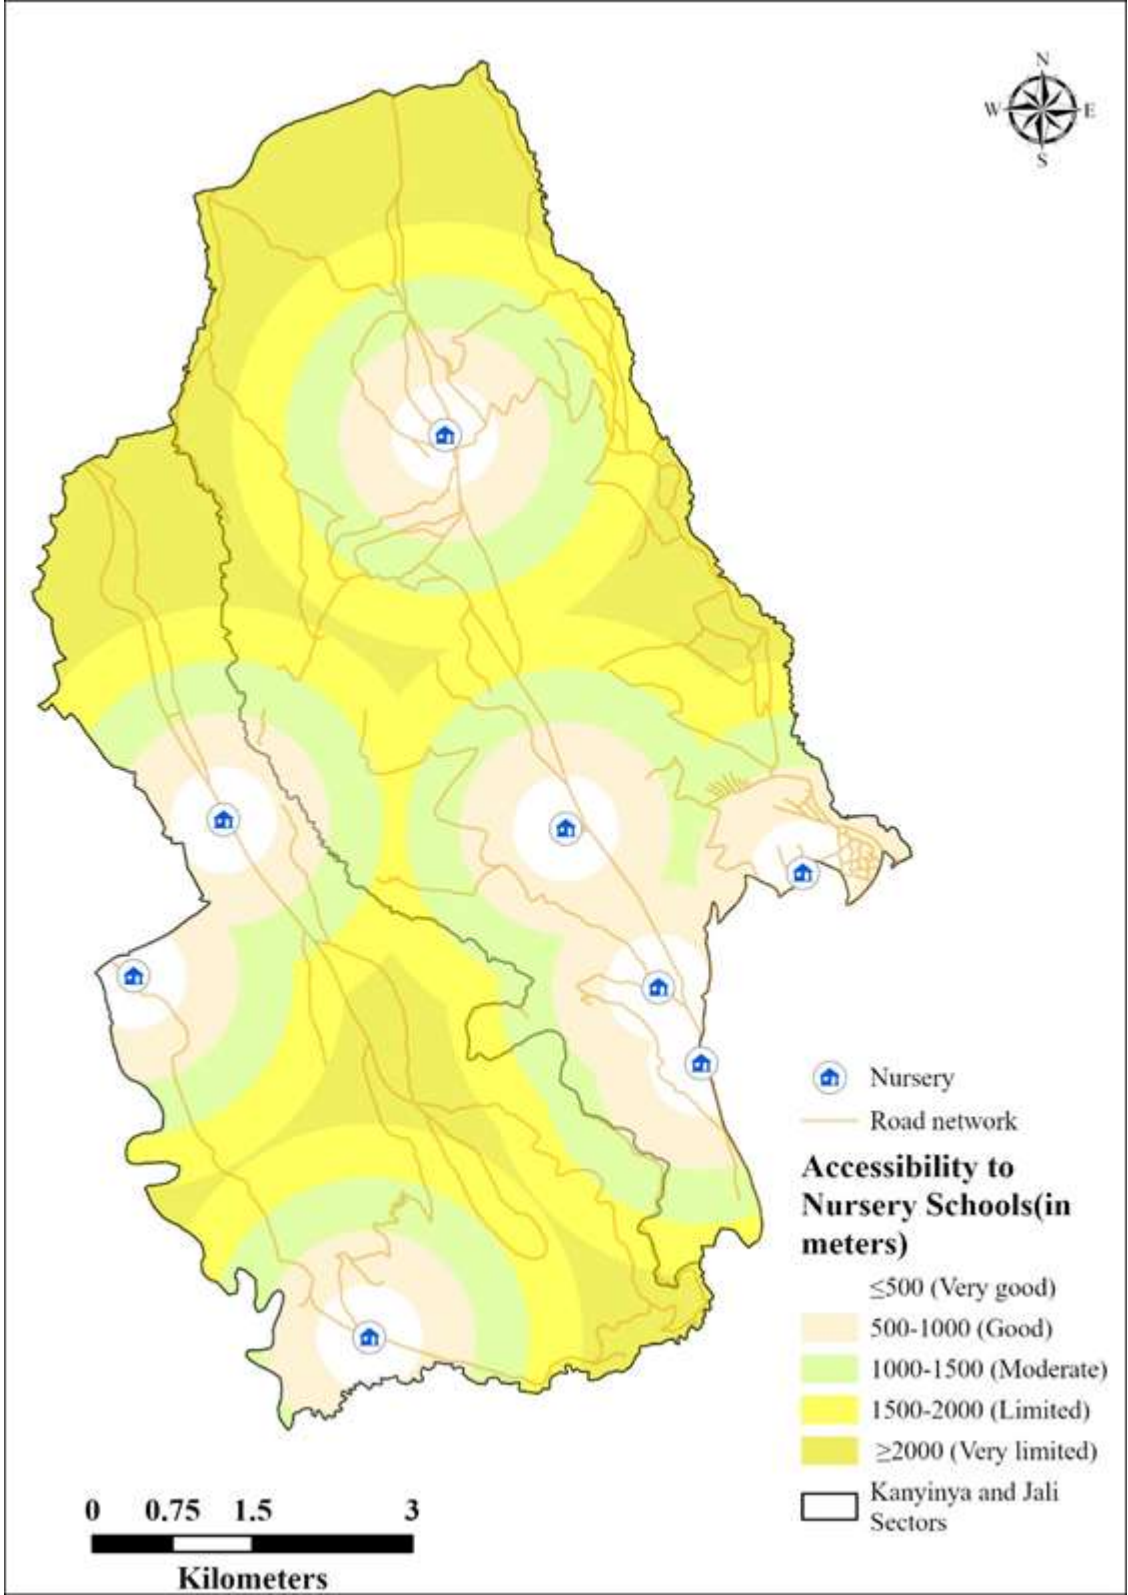 N
W E
S
Nursery
Road network
Accessibility to
Nursery Schools(in
meters)
≤500 (Very good)
500-1000 (Good)
1000-1500 (Moderate)
1500-2000 (Limited)
≥2000 (Very limited)
Kanyinya and Jali
Sectors
0 0.75 1.5 3
Kilometers